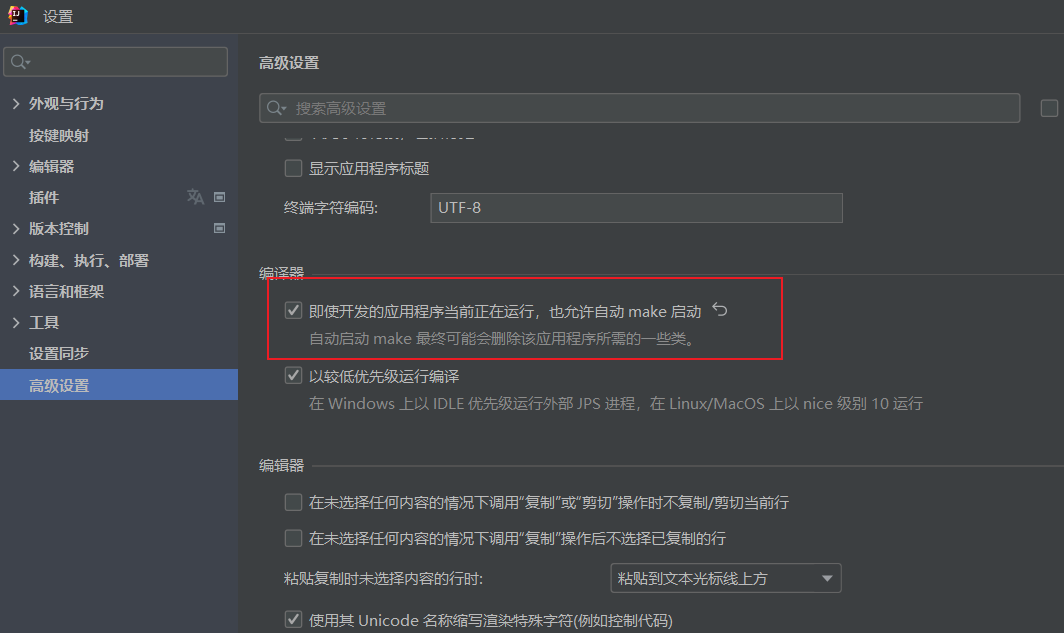 设置
高级设置
搜索高级设置
外观与行为
按键映射
编辑器
插件
版本控制
构建、执行、部署
语言和框架
工具
设置同步
高级设置
显示应用程序标题
终端字符编码: UTF-8
编译器
即使开发的应用程序当前正在运行，也允许自动 make 启动
自动启动 make 最终可能会删除该应用程序所需的一些类。
以较低优先级运行编译
在 Windows 上以 IDLE 优先级运行外部 JPS 进程，在 Linux/MacOS 上以 nice 级别 10 运行
编辑器
在未选择任何内容的情况下调用“复制”或“剪切”操作时不复制/剪切当前行
在未选择任何内容的情况下调用“复制”操作后不选择已复制的行
粘贴复制时未选择内容的行时: 粘贴到文本光标线上方
使用其 Unicode 名称缩写渲染特殊字符(例如控制代码)